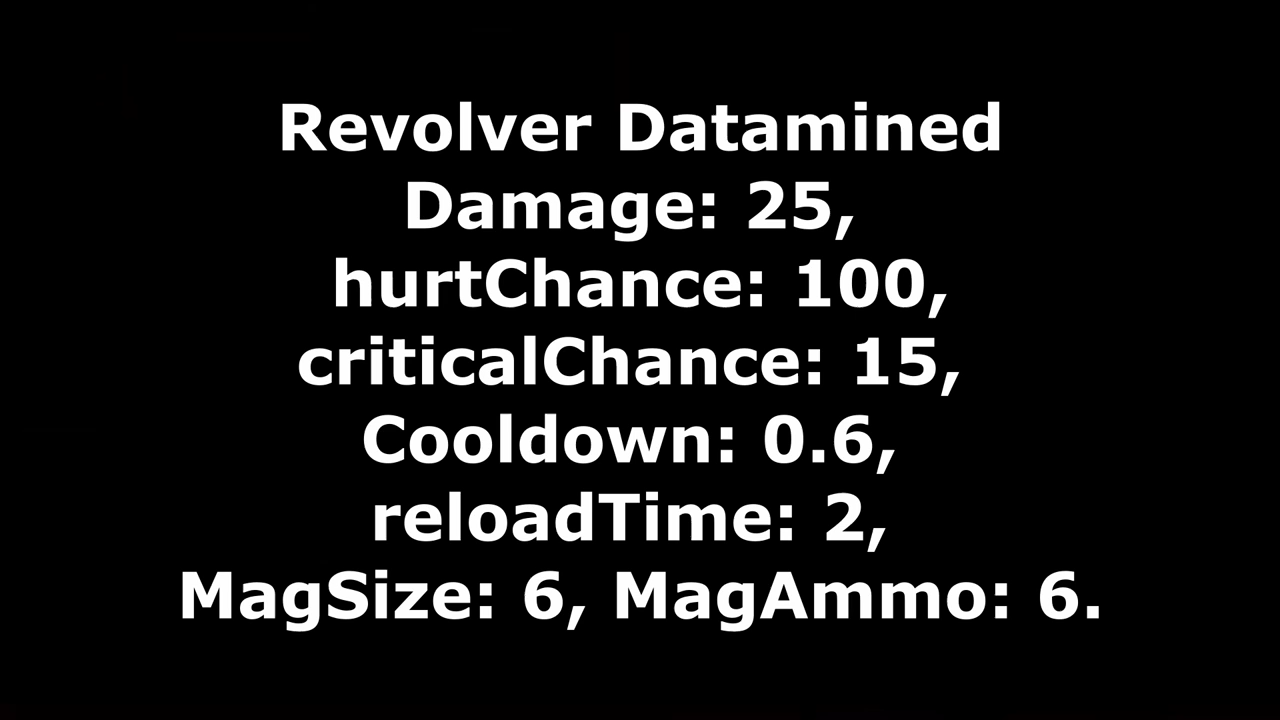 Revolver Datamined
Damage: 25,
hurtChance: 100,
criticalChance: 15,
Cooldown: 0.6,
reloadTime: 2,
MagSize: 6, MagAmmo: 6.